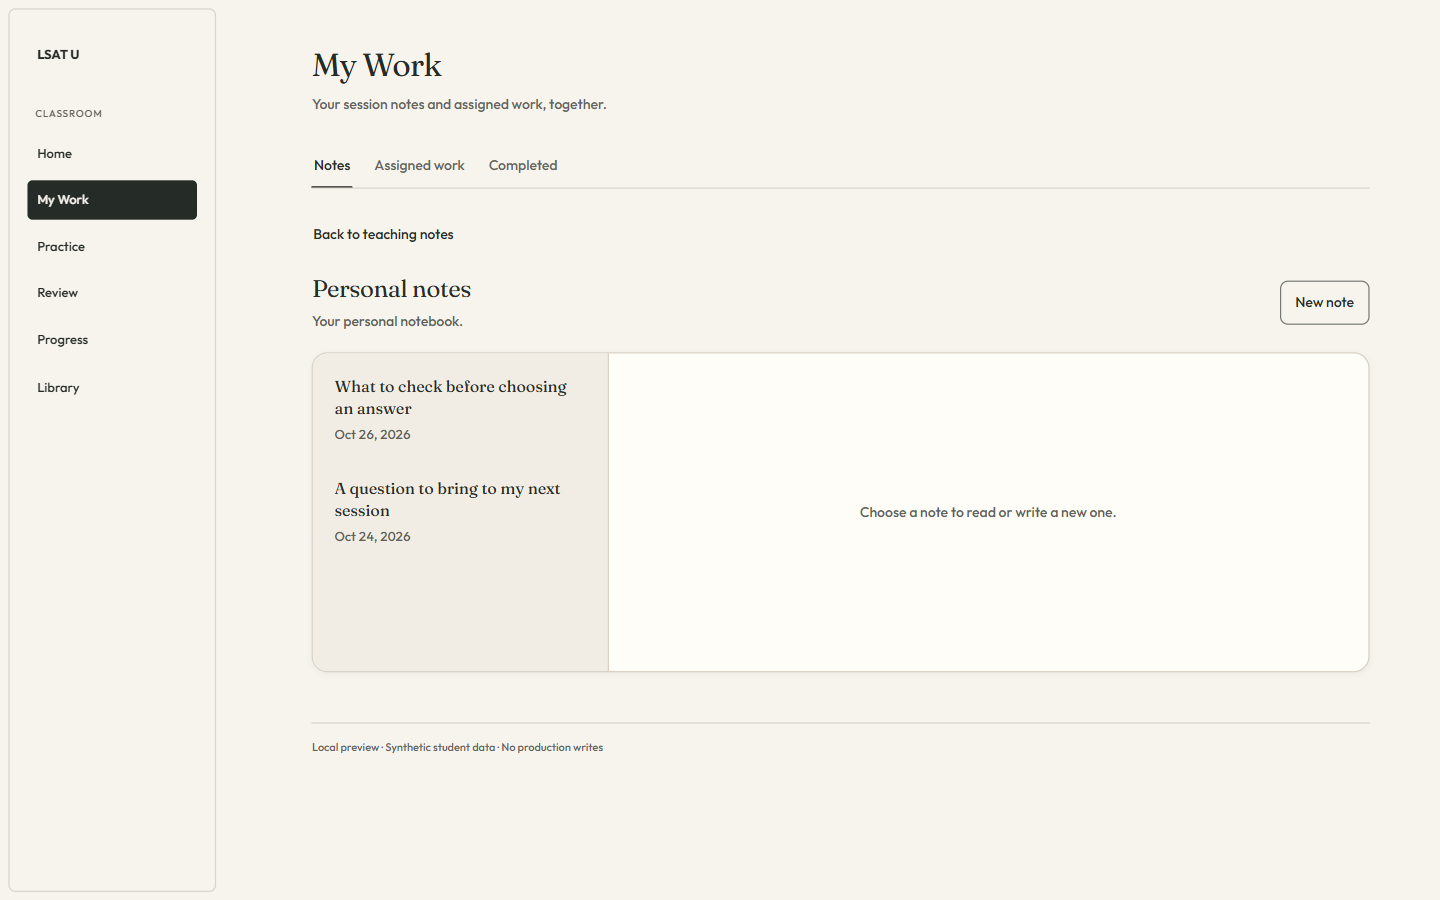 LSAT U
CLASSROOM
Home
My Work
Practice
Review
Progress
Library
My Work
Your session notes and assigned work, together.
Notes
Assigned work
Completed
Back to teaching notes
Personal notes
Your personal notebook.
New note
What to check before choosing
an answer
Oct 26, 2026
A question to bring to my next
session
Oct 24, 2026
Choose a note to read or write a new one.
Local preview · Synthetic student data · No production writes